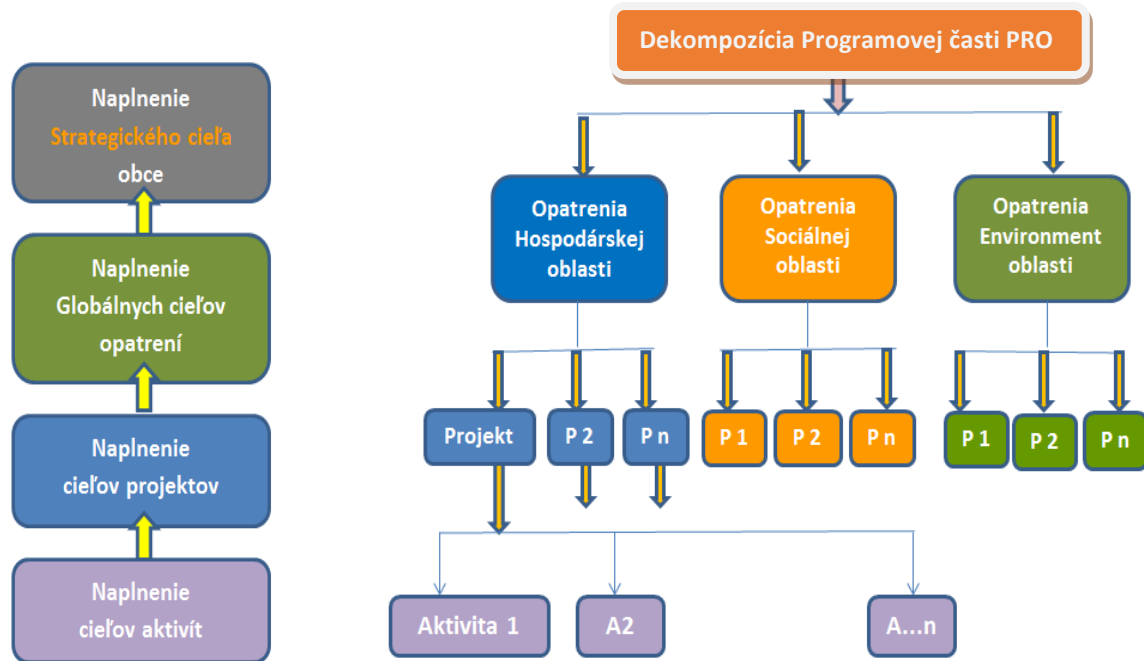 Dekompozícia Programovej časti PRO
Naplnenie
Strategického cieľa
obce
Naplnenie
Globálnych cieľov
opatrení
Naplnenie
cieľov projektov
Naplnenie
cieľov aktivít
Opatrenia
Hospodárskej
oblasti
Opatrenia
Sociálnej
oblasti
Opatrenia
Environment
oblasti
Projekt
P 2
P n
P 1
P 2
P n
P 1
P 2
P n
Aktivita 1
A2
A...n